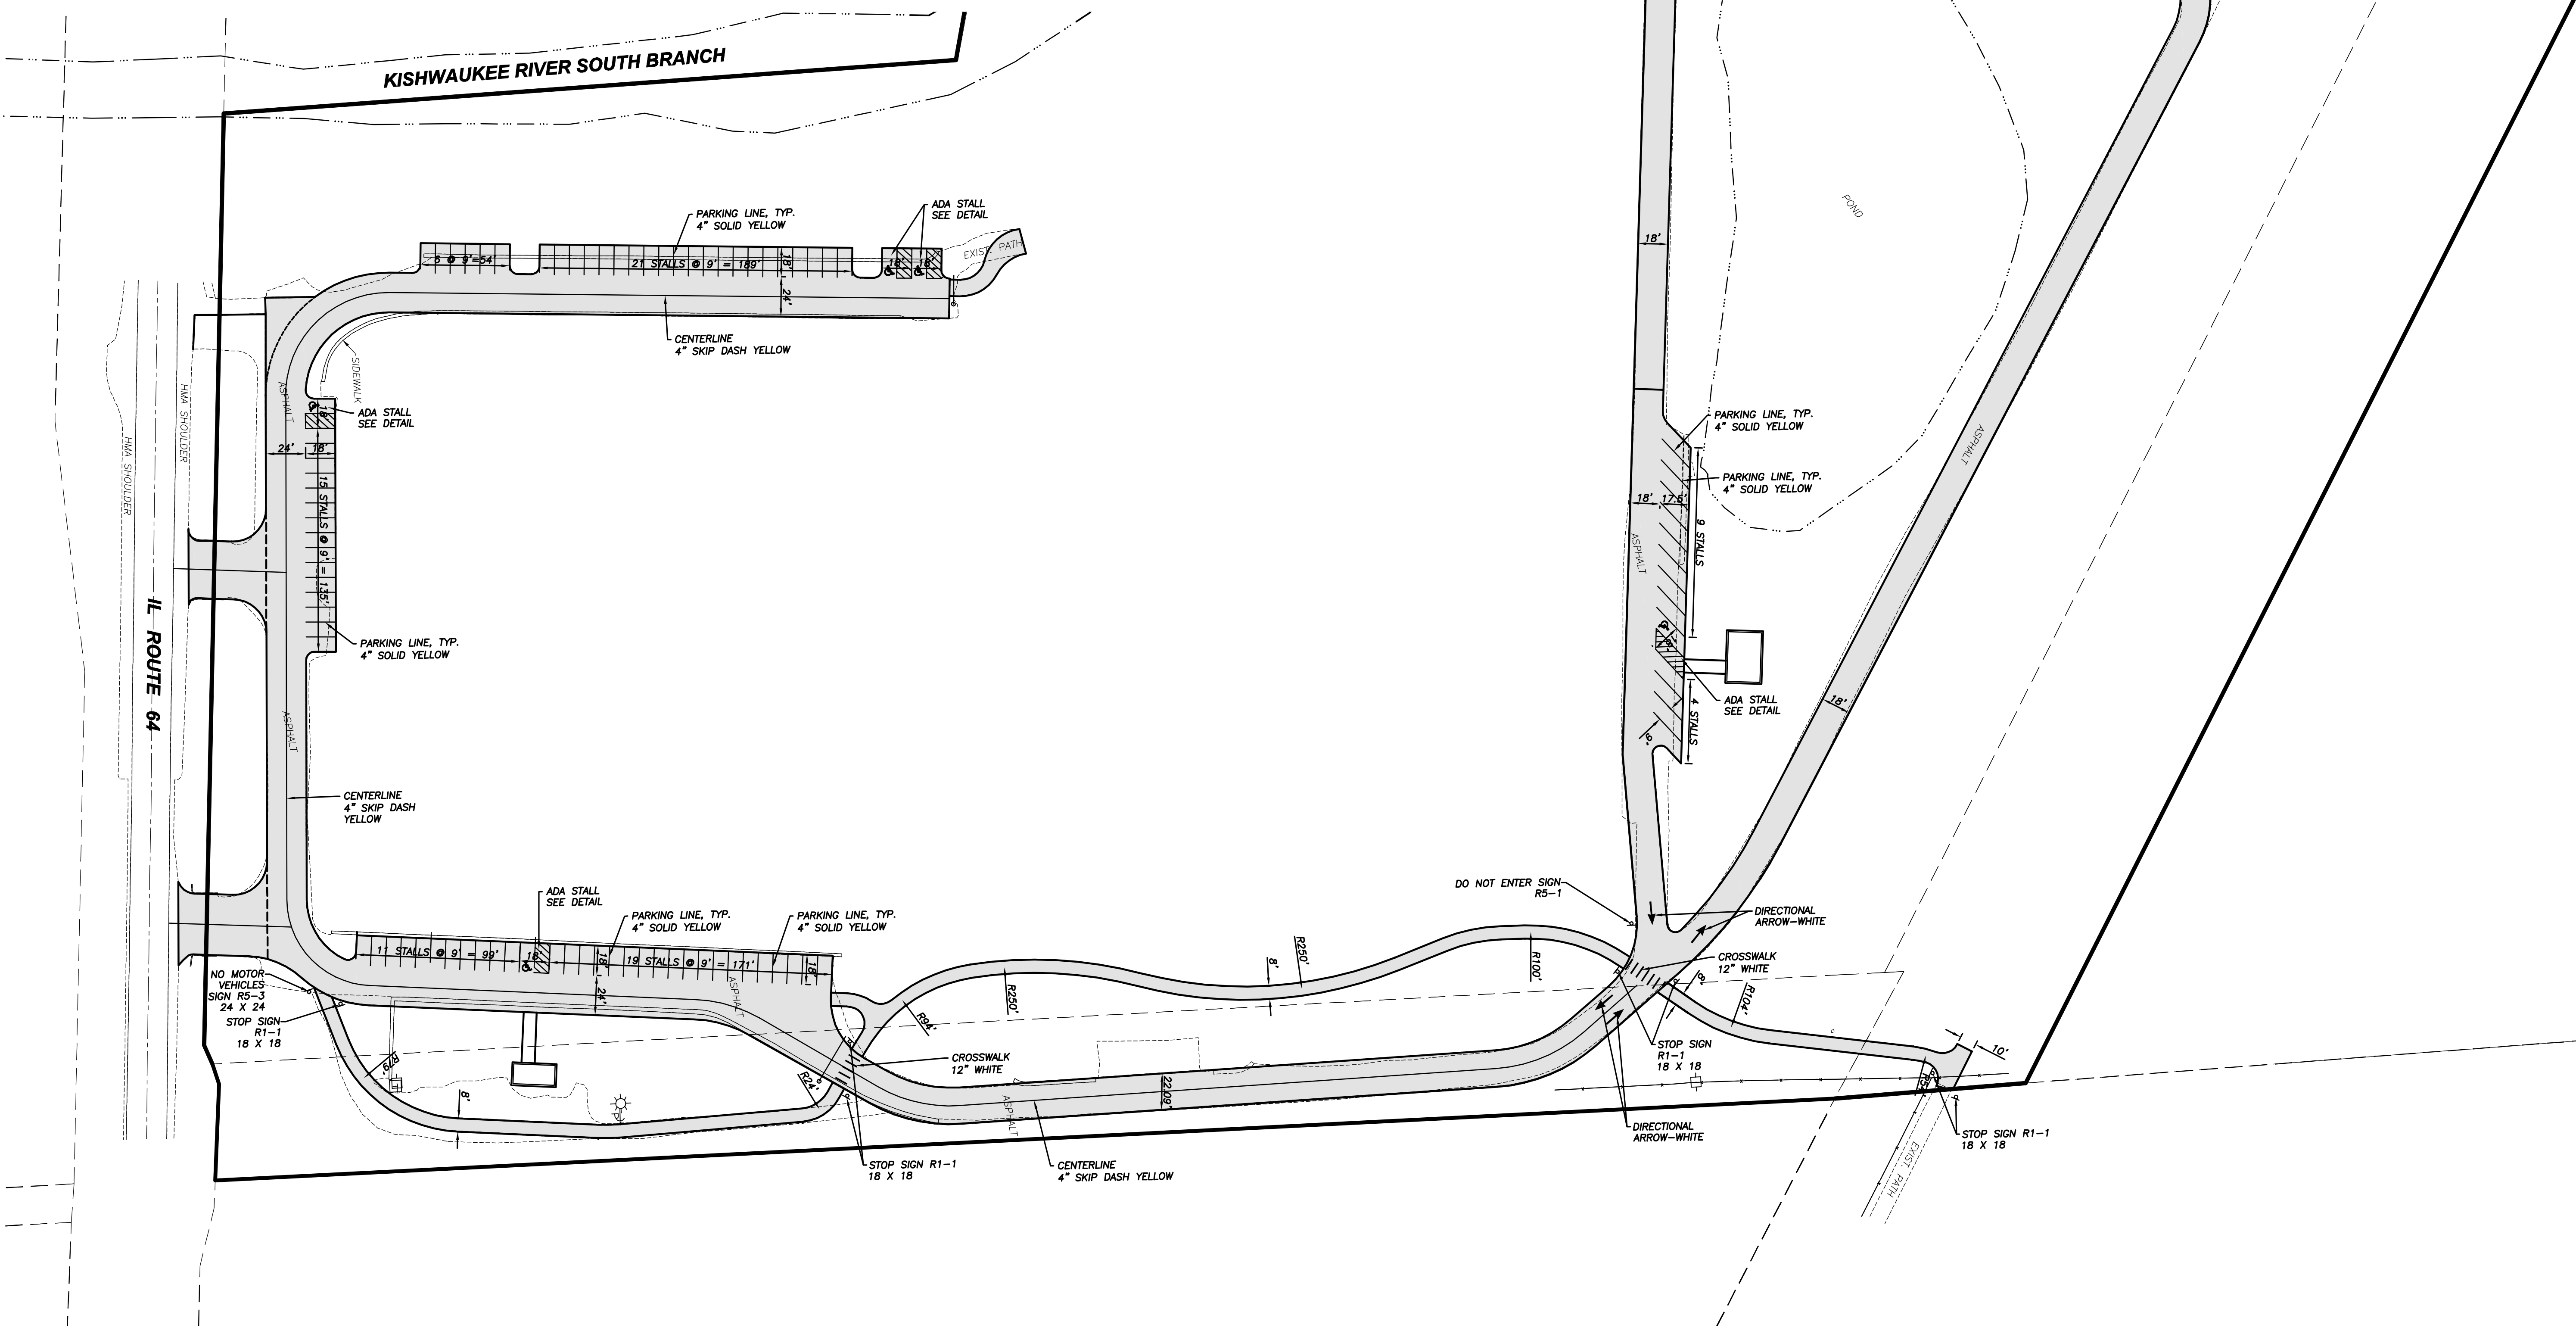 KISHWAUKEE RIVER SOUTH BRANCH
POND
ADA STALL
SEE DETAIL
PARKING LINE, TYP.
4" SOLID YELLOW
EXIST. PATH
6 @ 9'=54'
21 STALLS @ 9' = 189'
18'
18'
18'
24'
18'
CENTERLINE
4" SKIP DASH YELLOW
SIDEWALK
ASPHALT
HMA SHOULDER
HMA SHOULDER
18'
ADA STALL
SEE DETAIL
24'
18'
15 STALLS @ 9' = 135'
PARKING LINE, TYP.
4" SOLID YELLOW
IL ROUTE 64
ASPHALT
CENTERLINE
4" SKIP DASH
YELLOW
PARKING LINE, TYP.
4" SOLID YELLOW
PARKING LINE, TYP.
4" SOLID YELLOW
ASPHALT
18'
17.5'
9 STALLS
ASPHALT
ADA STALL
SEE DETAIL
4 STALLS
9'
18'
ADA STALL
SEE DETAIL
PARKING LINE, TYP.
4" SOLID YELLOW
PARKING LINE, TYP.
4" SOLID YELLOW
11 STALLS @ 9' = 99'
18'
18'
19 STALLS @ 9' = 171'
18'
24'
ASPHALT
NO MOTOR
VEHICLES
SIGN R5-3
24 X 24
STOP SIGN
R1-1
18 X 18
R79'
8'
R24'
R94'
R250'
8'
R250'
R100'
DO NOT ENTER SIGN
R5-1
DIRECTIONAL
ARROW-WHITE
CROSSWALK
12" WHITE
8'
R104'
STOP SIGN
R1-1
18 X 18
10'
CROSSWALK
12" WHITE
22.09'
ASPHALT
DIRECTIONAL
ARROW-WHITE
STOP SIGN R1-1
18 X 18
EXIST. PATH
STOP SIGN R1-1
18 X 18
CENTERLINE
4" SKIP DASH YELLOW